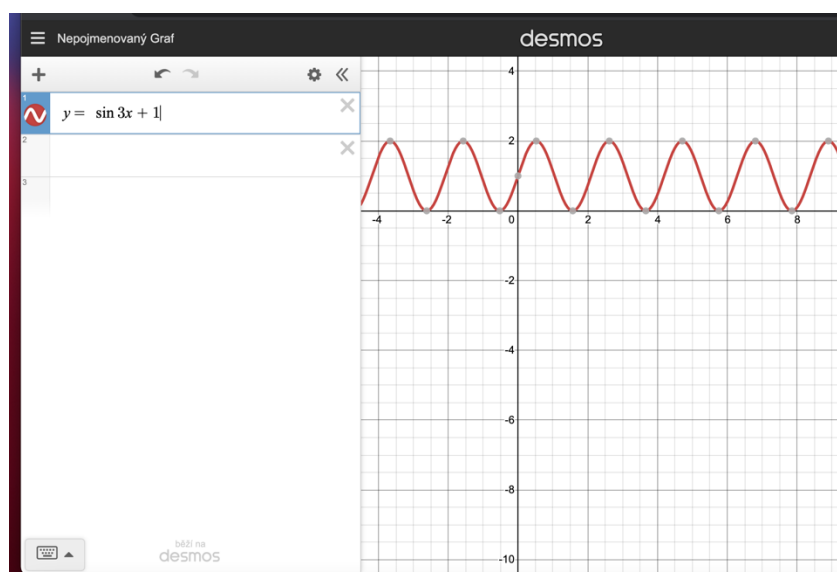 Nepojmenovaný Graf
desmos
1
y = sin 3x + 1
2
3
4
2
-4 -2 0 2 4 6 8
-2
-4
-6
-8
-10
běží na
desmos